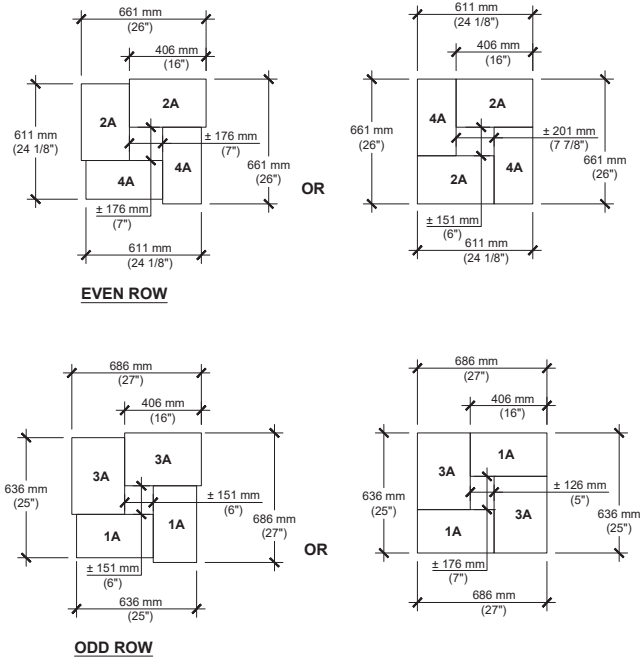 661 mm
(26")
406 mm
(16")
2A
2A
611 mm
(24 1/8")
± 176 mm
(7")
4A
4A
661 mm
(26")
± 176 mm
(7")
611 mm
(24 1/8")
EVEN ROW
OR
611 mm
(24 1/8")
406 mm
(16")
4A
2A
661 mm
(26")
± 201 mm
(7 7/8")
2A
4A
661 mm
(26")
± 151 mm
(6")
611 mm
(24 1/8")
686 mm
(27")
406 mm
(16")
3A
3A
636 mm
(25")
± 151 mm
(6")
1A
1A
686 mm
(27")
± 151 mm
(6")
636 mm
(25")
ODD ROW
OR
686 mm
(27")
406 mm
(16")
3A
1A
636 mm
(25")
± 126 mm
(5")
1A
3A
636 mm
(25")
± 176 mm
(7")
686 mm
(27")